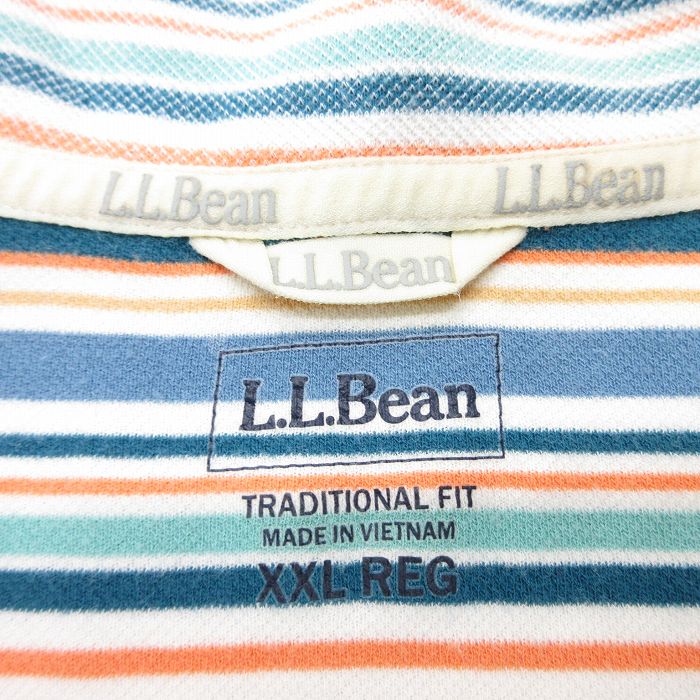 L.L.Bean L.L.Bean
L.L.Bean
L.L.Bean
TRADITIONAL FIT
MADE IN VIETNAM
XXL REG